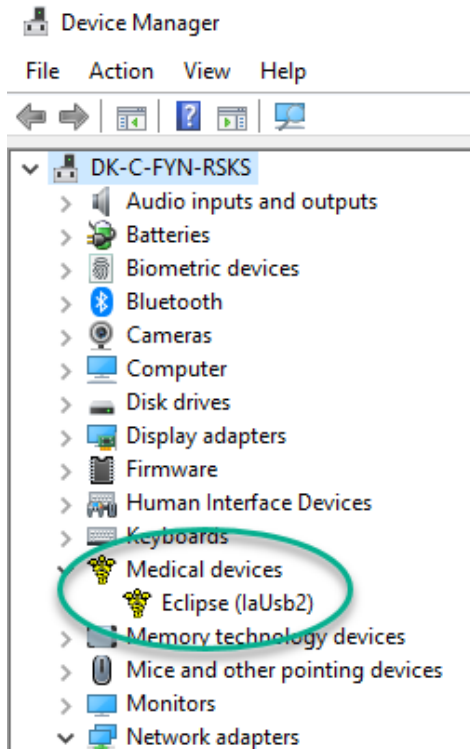 Device Manager
File Action View Help
DK-C-FYN-RSKS
Audio inputs and outputs
Batteries
Biometric devices
Bluetooth
Cameras
Computer
Disk drives
Display adapters
Firmware
Human Interface Devices
Keyboards
Medical devices
Eclipse (IaUsb2)
Memory technology devices
Mice and other pointing devices
Monitors
Network adapters